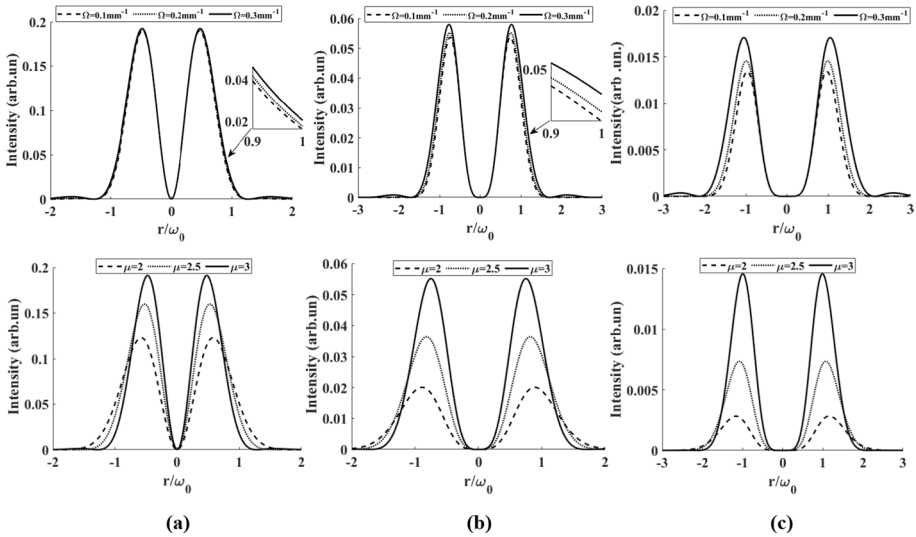 Ω=0.1mm⁻¹ Ω=0.2mm⁻¹ Ω=0.3mm⁻¹
0.2
0.15
0.1
0.05
0
Intensity (arb.un)
-2 -1 0 1 2
r/ω₀
0.04
0.02
0.9 1
Ω=0.1mm⁻¹ Ω=0.2mm⁻¹ Ω=0.3mm⁻¹
0.06
0.05
0.04
0.03
0.02
0.01
0
Intensity (arb.un)
-3 -2 -1 0 1 2 3
r/ω₀
0.05
0.9 1
Ω=0.1mm⁻¹ Ω=0.2mm⁻¹ Ω=0.3mm⁻¹
0.02
0.015
0.01
0.005
0
Intensity(arb .un.)
-3 -2 -1 0 1 2 3
r/ω₀
μ=2 μ=2.5 μ=3
0.2
0.15
0.1
0.05
0
Intensity (arb.un)
-2 -1 0 1 2
r/ω₀
μ=2 μ=2.5 μ=3
0.06
0.05
0.04
0.03
0.02
0.01
0
Intensity (arb.un)
-2 -1 0 1 2
r/ω₀
μ=2 μ=2.5 μ=3
0.015
0.01
0.005
0
Intensity (arb.un)
-3 -2 -1 0 1 2 3
r/ω₀
(a) (b) (c)